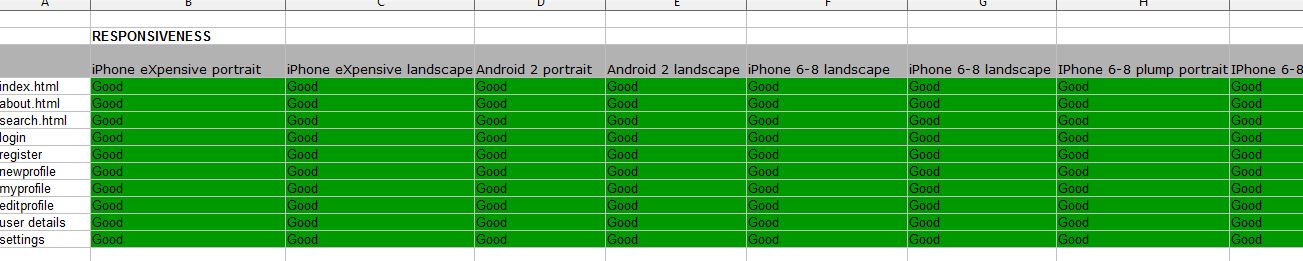 A B C D E F G H
RESPONSIVENESS
iPhone eXpensive portrait iPhone eXpensive landscape Android 2 portrait Android 2 landscape iPhone 6-8 landscape iPhone 6-8 landscape IPhone 6-8 plump portrait IPhone 6-8
index.html Good Good Good Good Good Good Good Good
about.html Good Good Good Good Good Good Good Good
search.html Good Good Good Good Good Good Good Good
login Good Good Good Good Good Good Good Good
register Good Good Good Good Good Good Good Good
newprofile Good Good Good Good Good Good Good Good
myprofile Good Good Good Good Good Good Good Good
editprofile Good Good Good Good Good Good Good Good
user details Good Good Good Good Good Good Good Good
settings Good Good Good Good Good Good Good Good